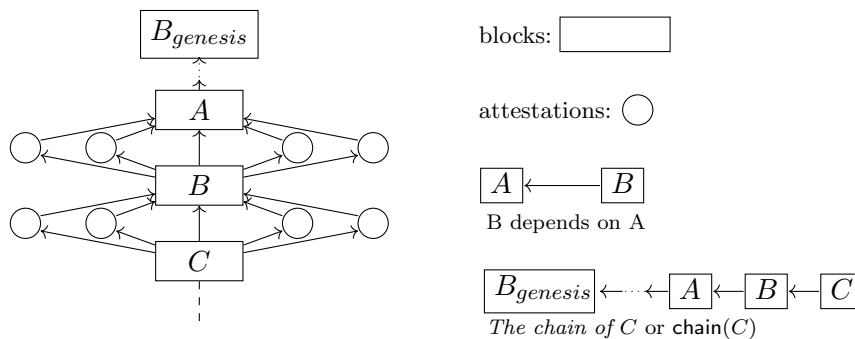 B_genesis
A
B
C
blocks:
attestations:
A B
B depends on A
B_genesis A B C
The chain of C or chain(C)